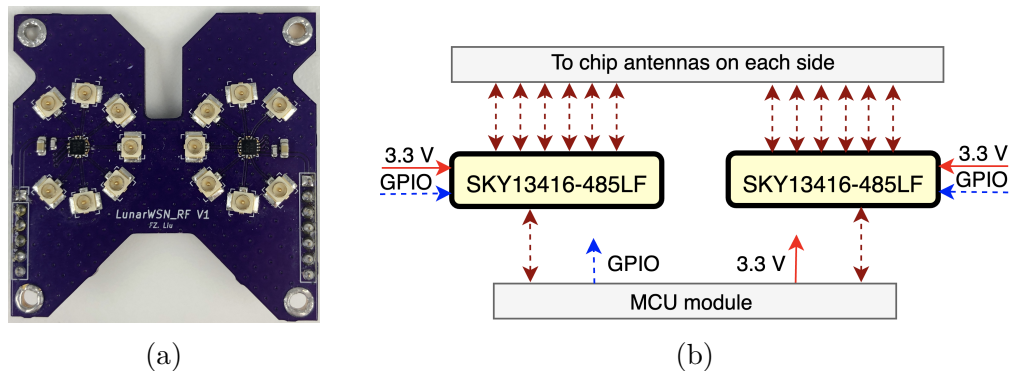 LunarWSN_RF V1
FZ. Liu
(a)
To chip antennas on each side
3.3 V
GPIO
SKY13416-485LF
SKY13416-485LF
3.3 V
GPIO
GPIO
3.3 V
MCU module
(b)